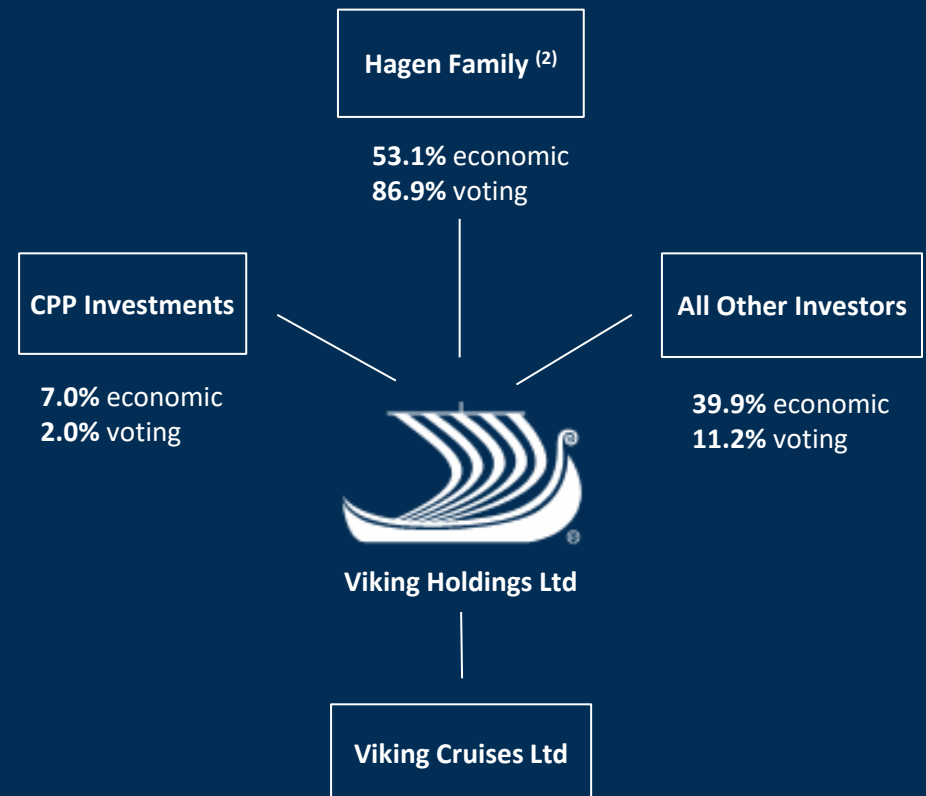 Hagen Family (2)
53.1% economic
86.9% voting
CPP Investments
7.0% economic
2.0% voting
All Other Investors
39.9% economic
11.2% voting
®
Viking Holdings Ltd
Viking Cruises Ltd